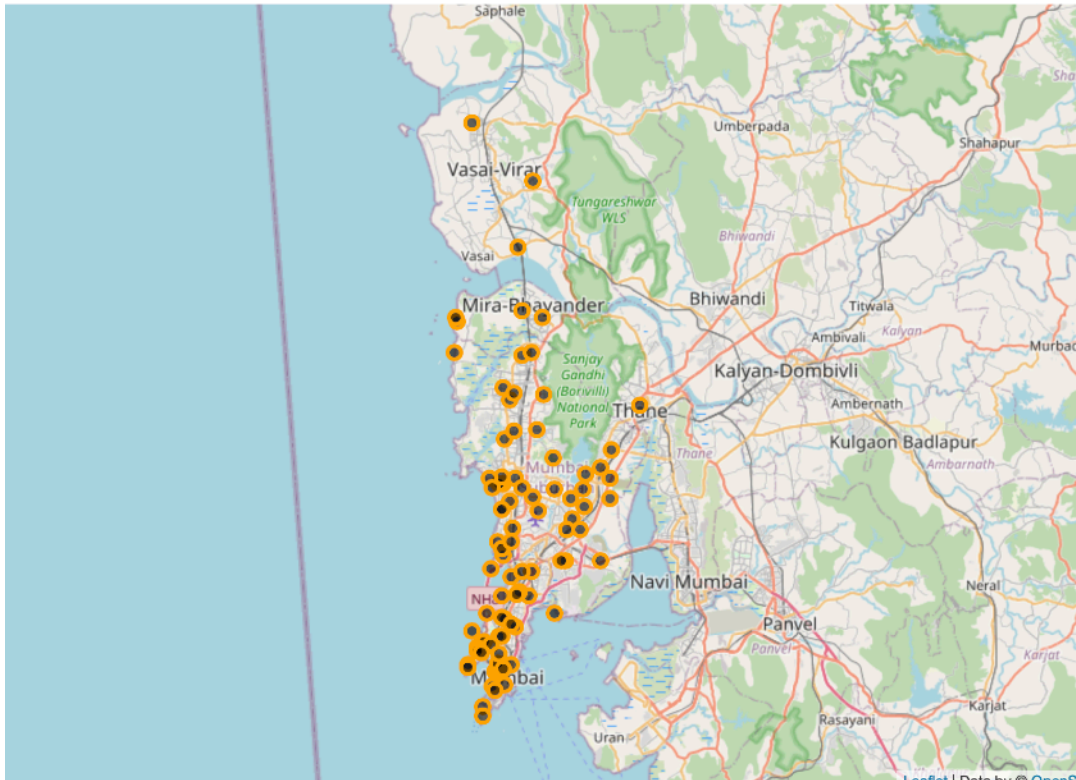 Saphale
Umberpada
Shahapur
Vasai-Virar
Tungareshwar
WLS
Bhiwandi
Vasai
Mira-Bhayander
Bhiwandi
Titwala
Kalyan
Ambivali
Murbad
Sanjay
Gandhi
(Borivili)
National
Park
Kalyan-Dombivli
Thane
Ambernath
Kulgaon Badlapur
Thane
Ambarnath
Mumbai
Navi Mumbai
Neral
NH
Panvel
Panvel
Karjat
Mumbai
Karjat
Rasayani
Uran
Leaflet | Data by © OpenS